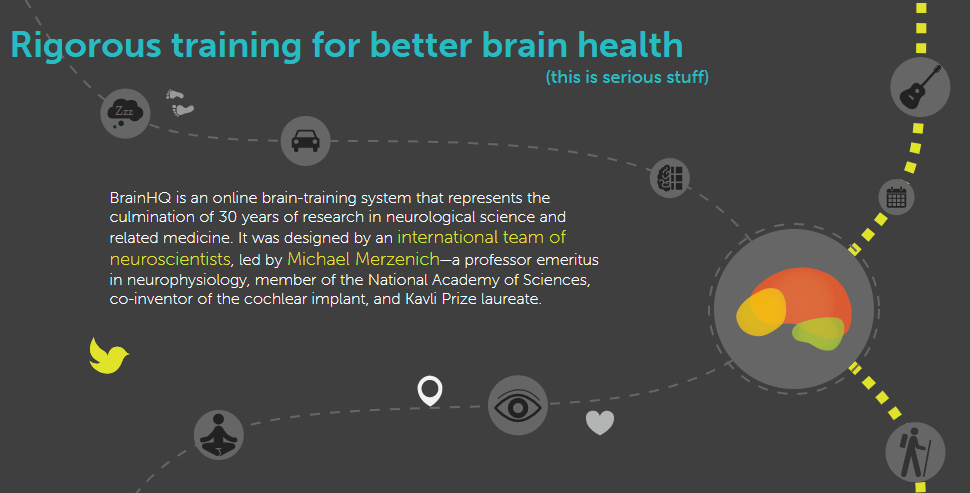 Rigorous training for better brain health
(this is serious stuff)
Zzz
BrainHQ is an online brain-training system that represents the
culmination of 30 years of research in neurological science and
related medicine. It was designed by an international team of
neuroscientists, led by Michael Merzenich—a professor emeritus
in neurophysiology, member of the National Academy of Sciences,
co-inventor of the cochlear implant, and Kavli Prize laureate.